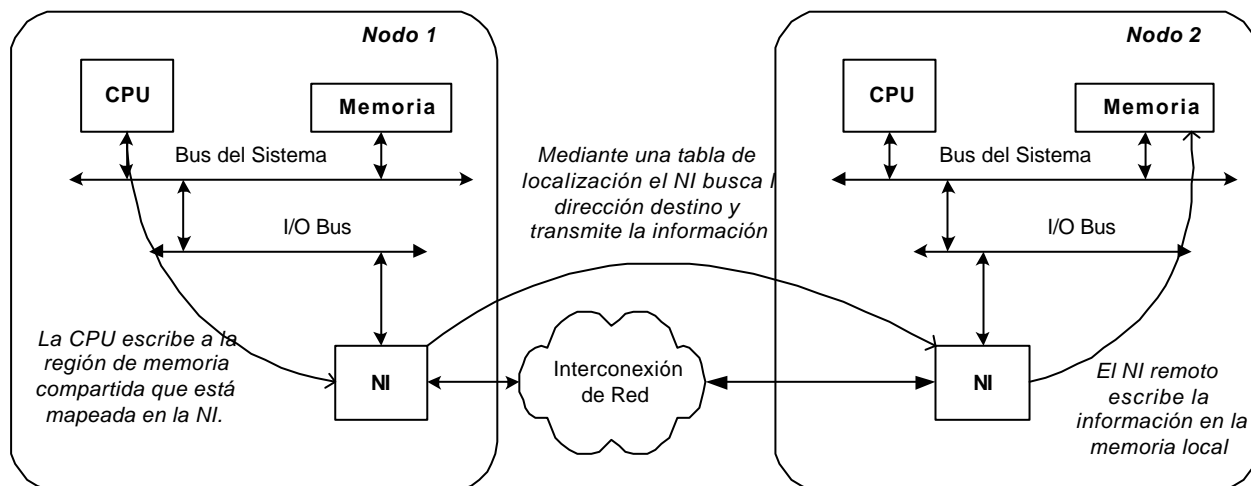 Nodo 1
CPU
Memoria
Bus del Sistema
I/O Bus
La CPU escribe a la
región de memoria
compartida que está
mapeada en la NI.
NI
Mediante una tabla de
localización el NI busca l
dirección destino y
transmite la información
Interconexión
de Red
Nodo 2
CPU
Memoria
Bus del Sistema
I/O Bus
NI
El NI remoto
escribe la
información en la
memoria local